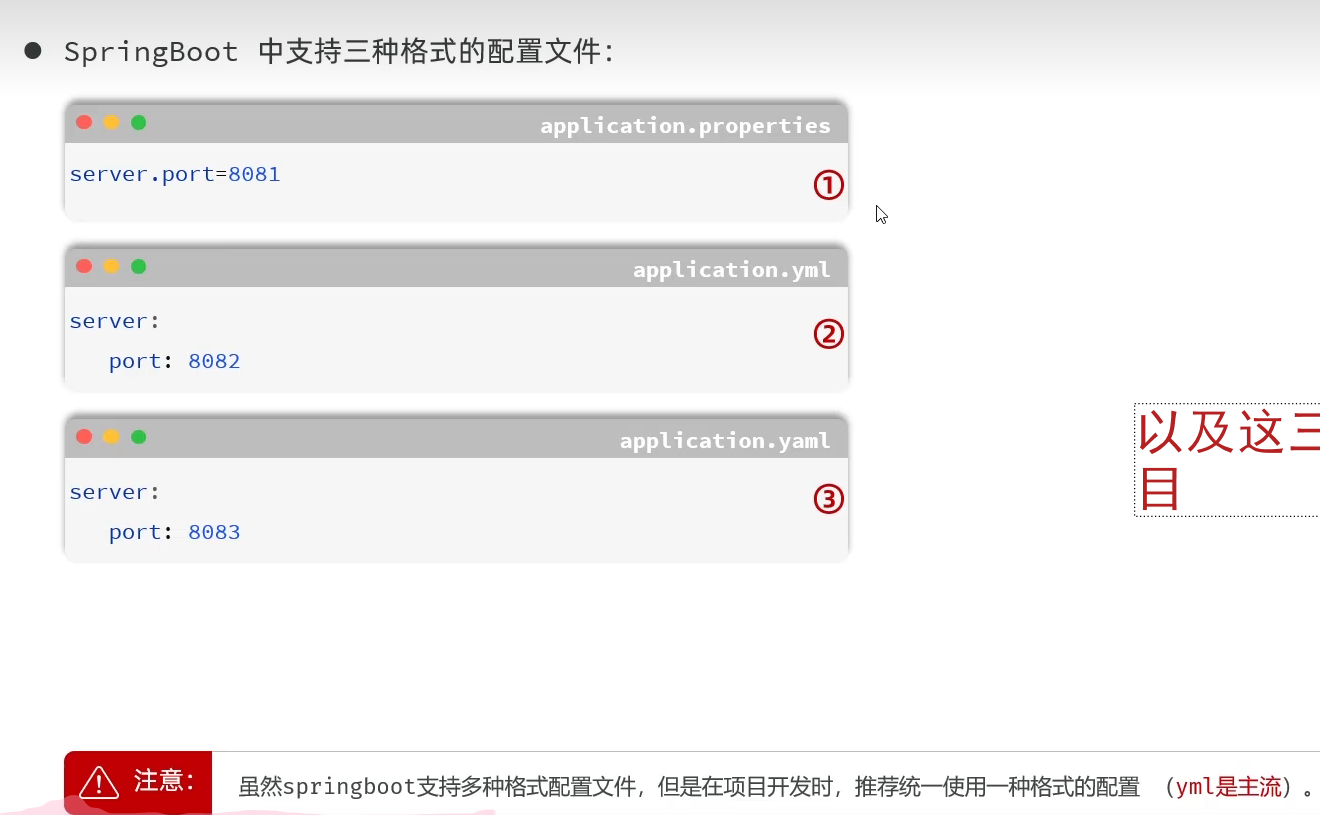 SpringBoot 中支持三种格式的配置文件：
application.properties
server.port=8081
①
application.yml
server:
port: 8082
②
application.yaml
server:
port: 8083
③
以及这三
目
注意：
虽然springboot支持多种格式配置文件，但是在项目开发时，推荐统一使用一种格式的配置 （yml是主流）。